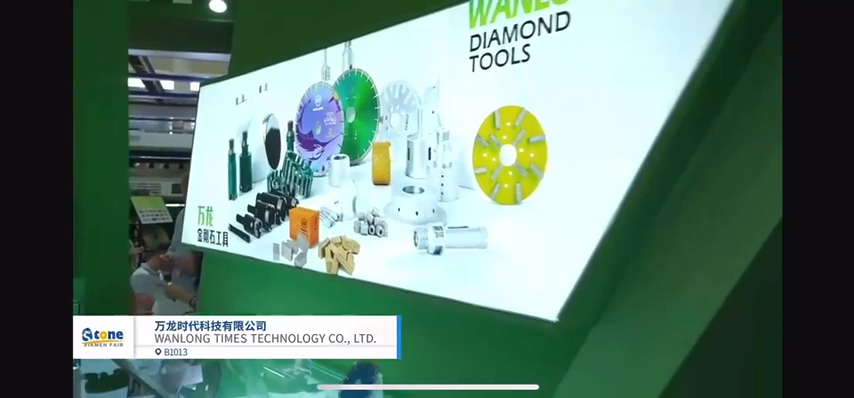 WANLO
DIAMOND
TOOLS
万龙
金刚石工具
Stone
XIAMEN FAIR
万龙时代科技有限公司
WANLONG TIMES TECHNOLOGY CO., LTD.
B1013